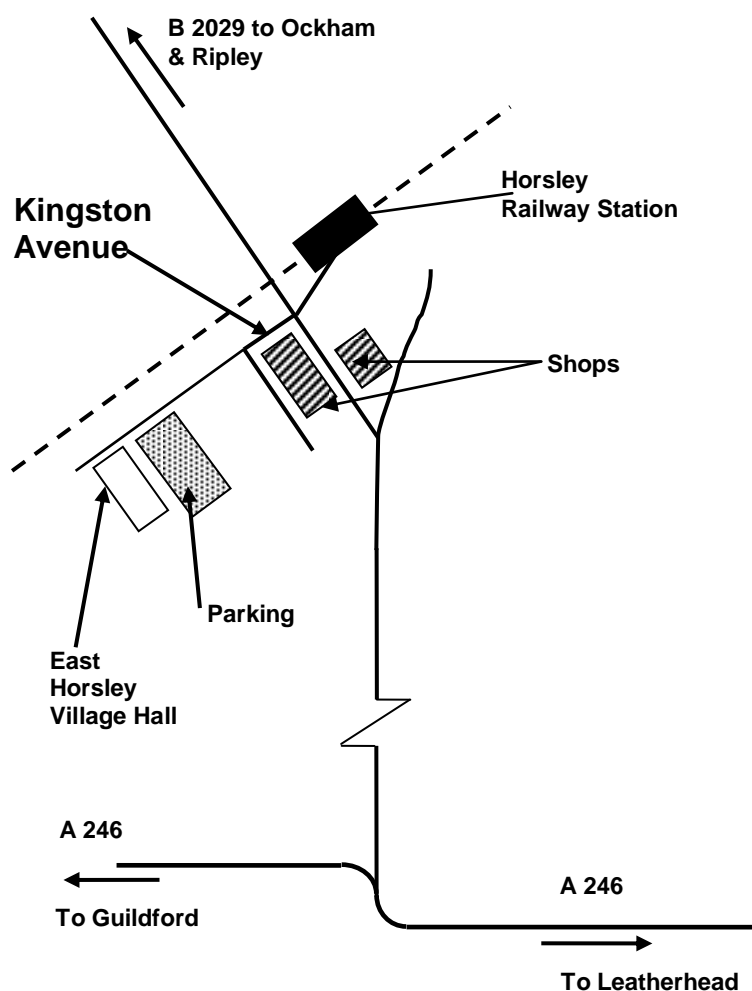 B 2029 to Ockham
& Ripley
Horsley
Railway Station
Kingston
Avenue
Shops
Parking
East
Horsley
Village Hall
A 246
To Guildford
A 246
To Leatherhead